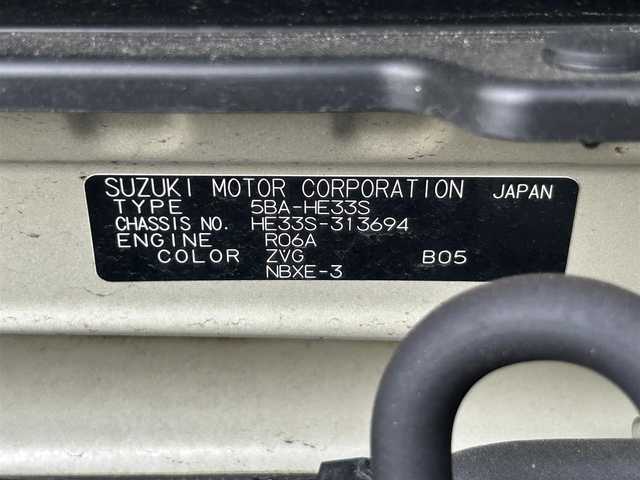 SUZUKI MOTOR CORPORATION JAPAN
TYPE 5BA-HE33S
CHASSIS NO. HE33S-313694
ENGINE R06A
COLOR ZVG B05
NBXE-3